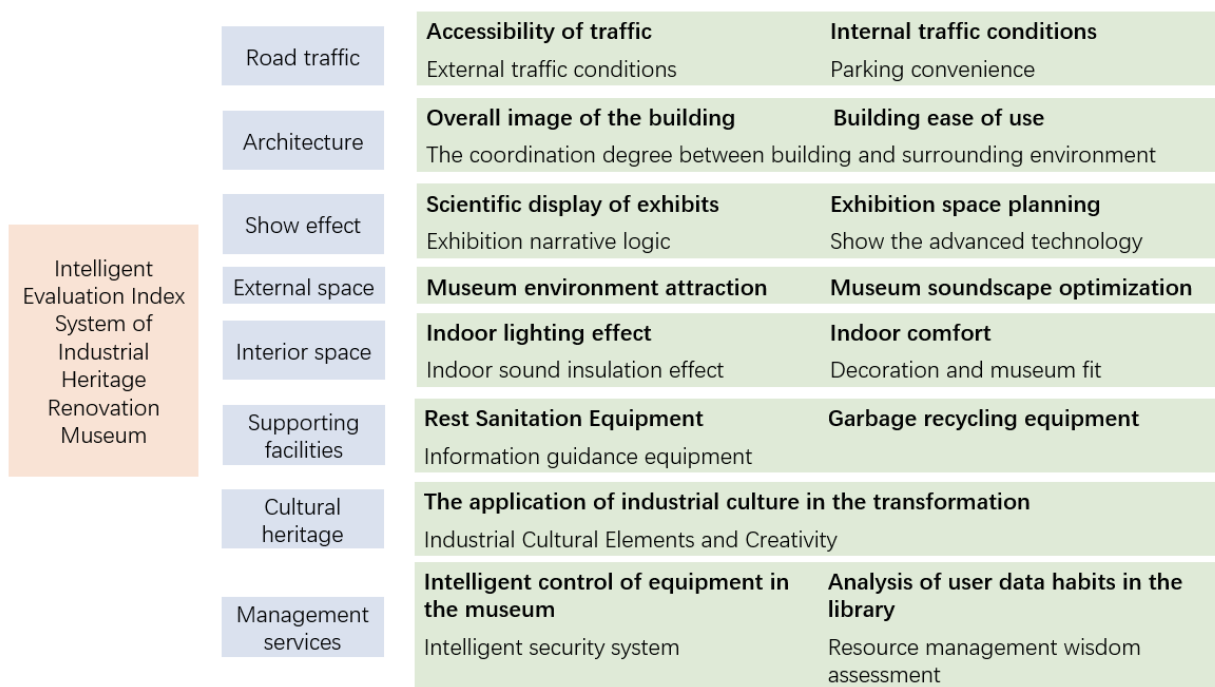 Intelligent
Evaluation Index
System of
Industrial
Heritage
Renovation
Museum
Road traffic
Accessibility of traffic
Internal traffic conditions
External traffic conditions
Parking convenience
Architecture
Overall image of the building
Building ease of use
The coordination degree between building and surrounding environment
Show effect
Scientific display of exhibits
Exhibition space planning
Exhibition narrative logic
Show the advanced technology
External space
Museum environment attraction
Museum soundscape optimization
Interior space
Indoor lighting effect
Indoor comfort
Indoor sound insulation effect
Decoration and museum fit
Supporting
facilities
Rest Sanitation Equipment
Garbage recycling equipment
Information guidance equipment
Cultural
heritage
The application of industrial culture in the transformation
Industrial Cultural Elements and Creativity
Management
services
Intelligent control of equipment in
the museum
Analysis of user data habits in the
library
Intelligent security system
Resource management wisdom
assessment